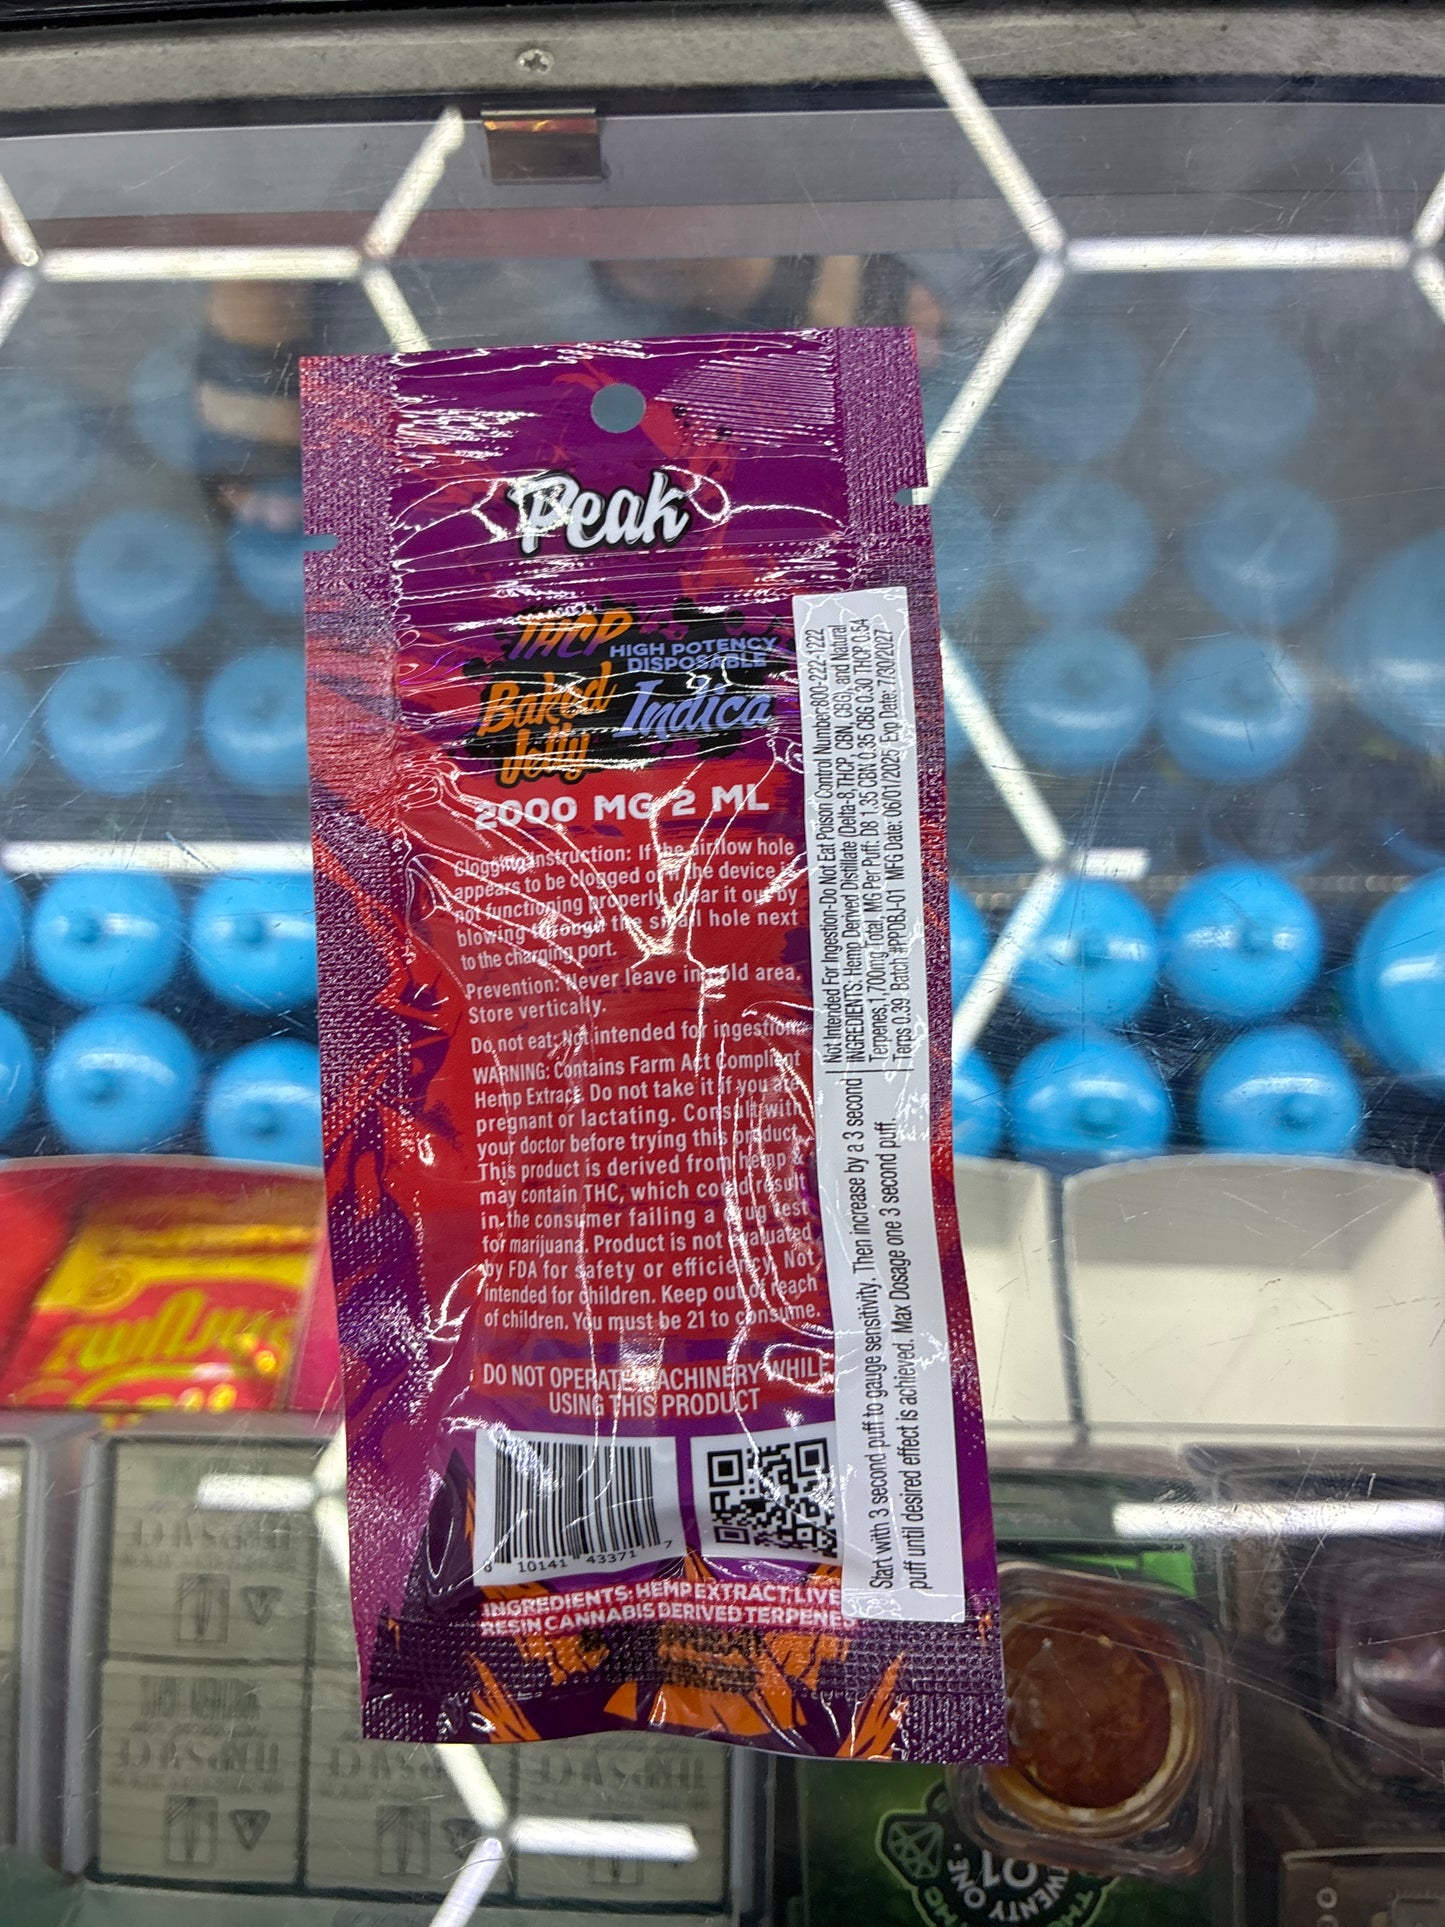 Peak
THCP HIGH POTENCY
DISPOSABLE
Baked Indica
Jelly
2000 MG 2 ML
Clogging Instruction: If the airflow hole
appears to be clogged or if the device is
not functioning properly, clear it out by
blowing through the small hole next
to the charging port.
Prevention: Never leave in cold area.
Store vertically.
Do not eat: Not intended for ingestion.
WARNING: Contains Farm Act Compliant
Hemp Extract. Do not take it if you are
pregnant or lactating. Consult with
your doctor before trying this product.
This product is derived from hemp &
may contain THC, which could result
in the consumer failing a drug test
for marijuana. Product is not evaluated
by FDA for safety or efficiency. Not
intended for children. Keep out of reach
of children. You must be 21 to consume.
DO NOT OPERATE MACHINERY WHILE
USING THIS PRODUCT
10141 43371 7
INGREDIENTS: HEMP EXTRACT, LIVE
RESIN CANNABIS DERIVED TERPENES
Start with 3 second puff to gauge sensitivity. Then increase by a 3 second
puff until desired effect is achieved. Max Dosage one 3 second puff.
Not Intended For Ingestion-Do Not Eat Poison Control Number:800-222-1222
INGREDIENTS: Hemp Derived Distillate (Delta-8,THCP, CBN, CBG), and Natural
Terpenes 1,700mg Total, MG Per Puff: D8 1.35 CBN 0.35 CBG 0.30 THCP 0.54
Terps 0.39 Batch #PPDBJ-01 MFG Date: 06/01/2025 Exp Date: 7/30/2027